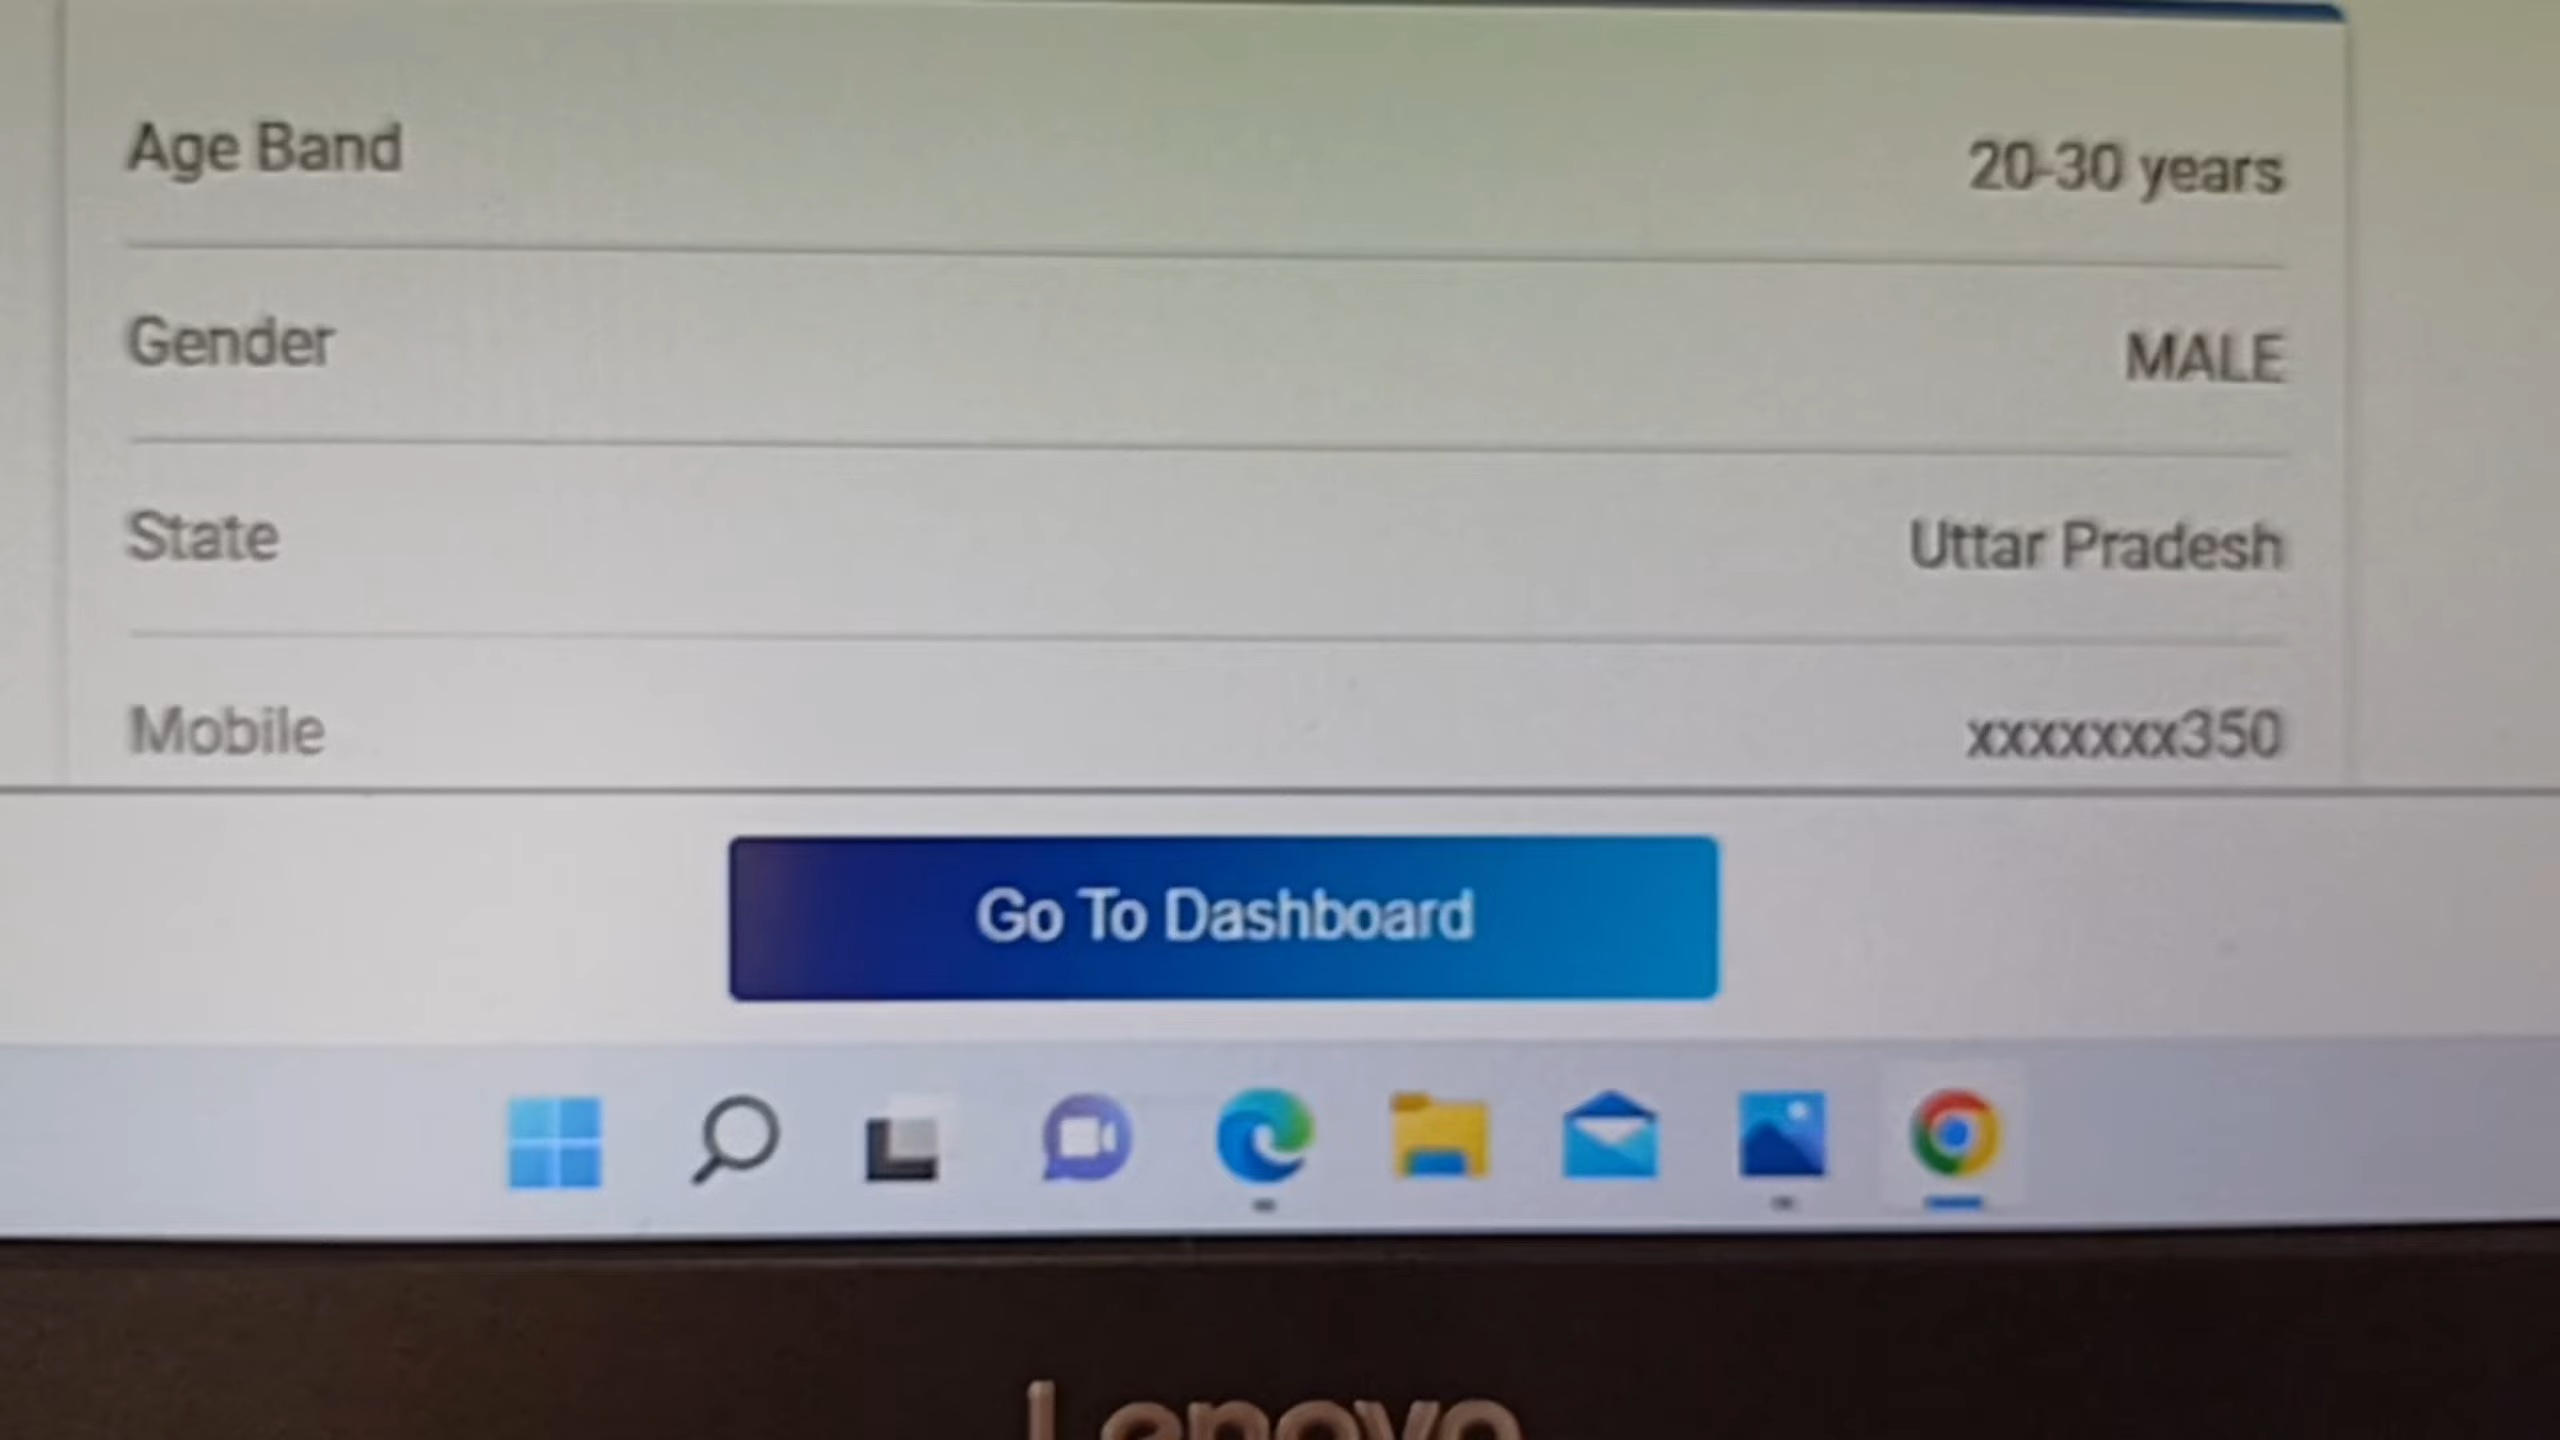 Age Band 20-30 years
Gender MALE
State Uttar Pradesh
Mobile xxxxxxx350
Go To Dashboard
Lenovo